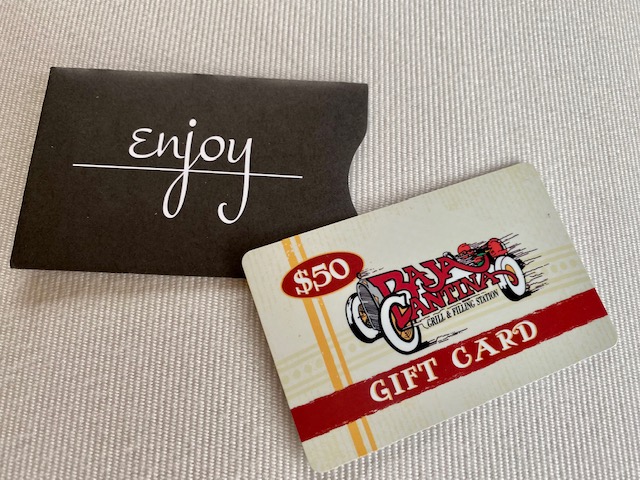 enjoy
$50
BAJA
CANTINA
GRILL & FILLING STATION
GIFT CARD